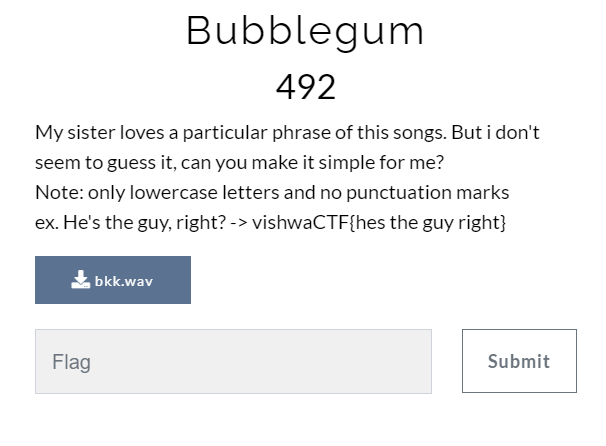 Bubblegum
492
My sister loves a particular phrase of this songs. But i don't
seem to guess it, can you make it simple for me?
Note: only lowercase letters and no punctuation marks
ex. He's the guy, right? -> vishwaCTF{hes the guy right}
bkk.wav
Flag
Submit